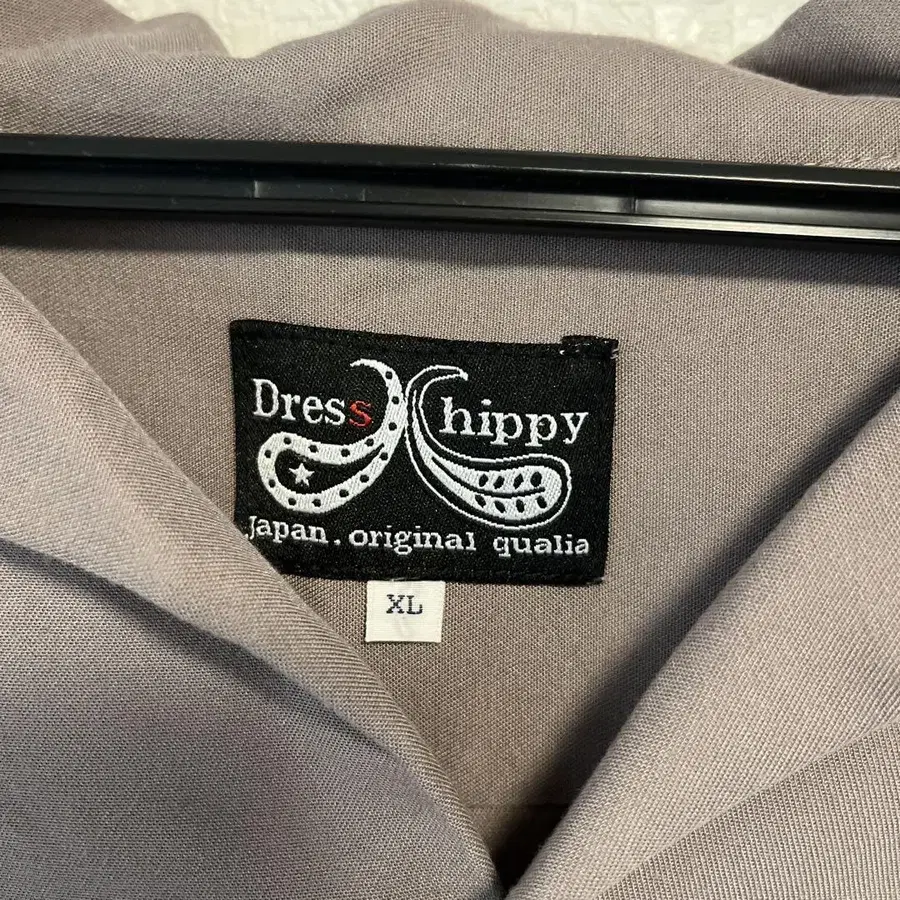 Dress hippy
Japan. original qualia
XL